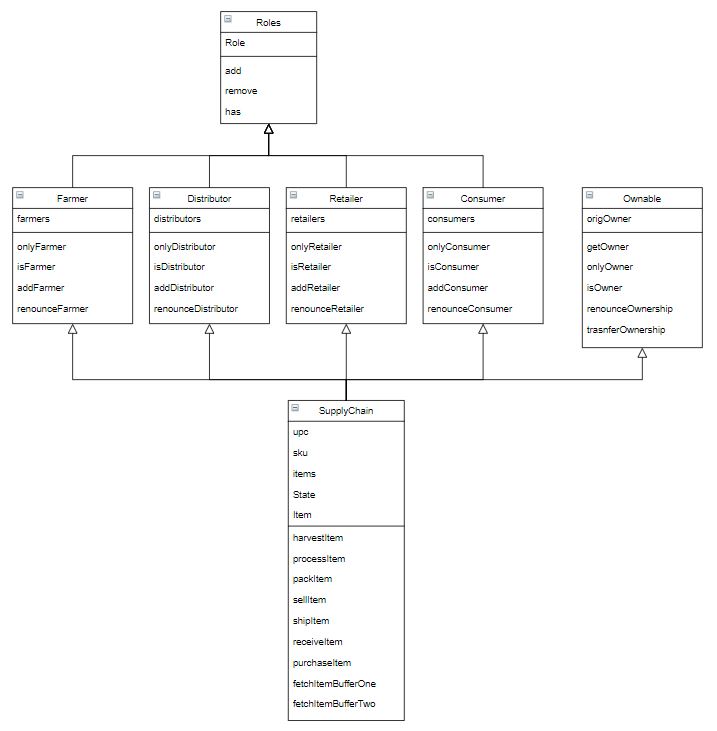 Roles
Role
add
remove
has
Farmer
farmers
onlyFarmer
isFarmer
addFarmer
renounceFarmer
Distributor
distributors
onlyDistributor
isDistributor
addDistributor
renounceDistributor
Retailer
retailers
onlyRetailer
isRetailer
addRetailer
renounceRetailer
Consumer
consumers
onlyConsumer
isConsumer
addConsumer
renounceConsumer
Ownable
origOwner
getOwner
onlyOwner
isOwner
renounceOwnership
trasnferOwnership
SupplyChain
upc
sku
items
State
Item
harvestItem
processItem
packItem
sellItem
shipItem
receiveItem
purchaseItem
fetchItemBufferOne
fetchItemBufferTwo